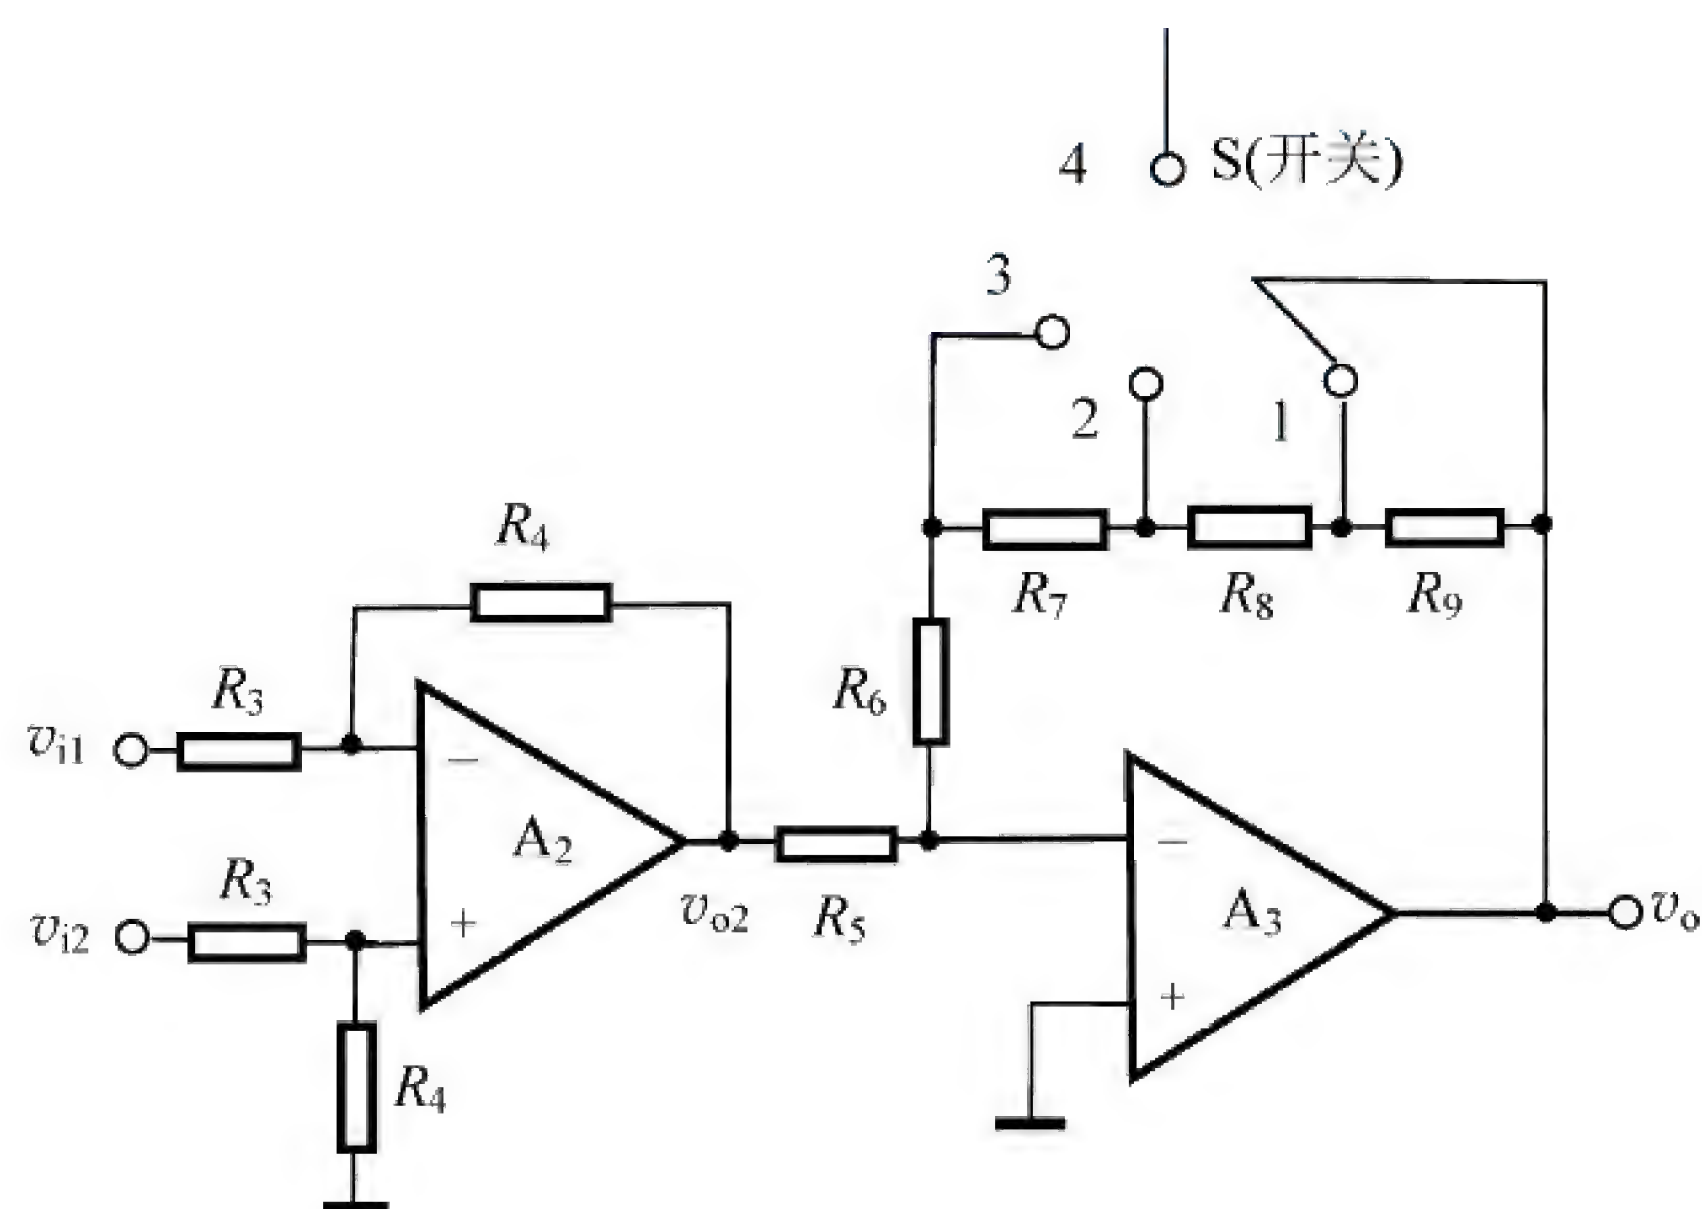 4 S(开关)
3
2 1
R4
R7 R8 R9
R3 R6
vi1 −
A2 −
R3
vi2 + vo2 R5 A3 vo
+
R4